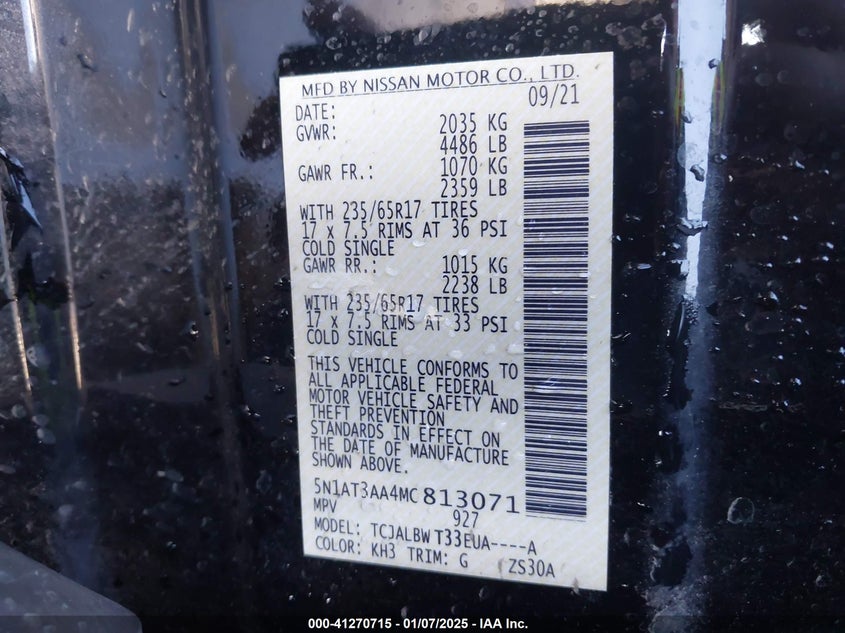 MFD BY NISSAN MOTOR CO., LTD.
DATE: 09/21
GVWR: 2035 KG
4486 LB
GAWR FR.: 1070 KG
2359 LB
WITH 235/65R17 TIRES
17 x 7.5 RIMS AT 36 PSI
COLD SINGLE
GAWR RR.: 1015 KG
2238 LB
WITH 235/65R17 TIRES
17 x 7.5 RIMS AT 33 PSI
COLD SINGLE
THIS VEHICLE CONFORMS TO
ALL APPLICABLE FEDERAL
MOTOR VEHICLE SAFETY AND
THEFT PREVENTION
STANDARDS IN EFFECT ON
THE DATE OF MANUFACTURE
SHOWN ABOVE.
5N1AT3AA4MC813071
MPV 927
MODEL: TCJALBW T33EUA----A
COLOR: KH3 TRIM: G ZS30A
000-41270715 - 01/07/2025 - IAA Inc.